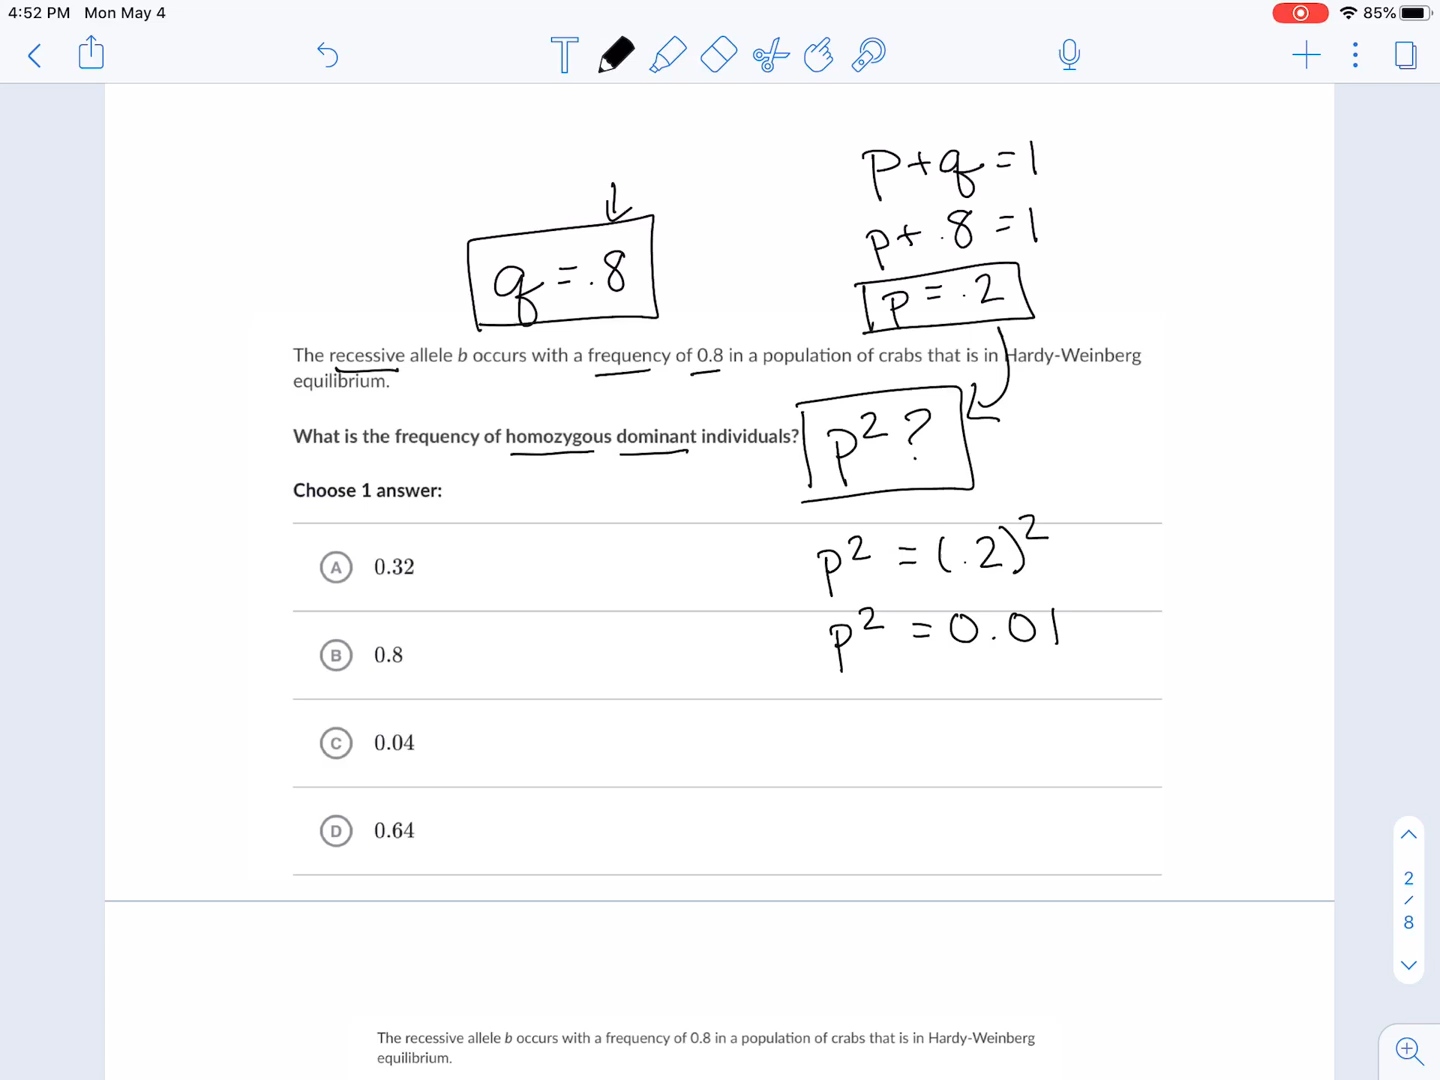 4:52 PM Mon May 4
85%
p+q=1
p+ .8 =1
p = .2
q = .8
The recessive allele b occurs with a frequency of 0.8 in a population of crabs that is in Hardy-Weinberg
equilibrium.
What is the frequency of homozygous dominant individuals?
p² ?
Choose 1 answer:
A 0.32
p² = (.2)²
B 0.8
p² = 0.01
C 0.04
D 0.64
2
/
8
The recessive allele b occurs with a frequency of 0.8 in a population of crabs that is in Hardy-Weinberg
equilibrium.